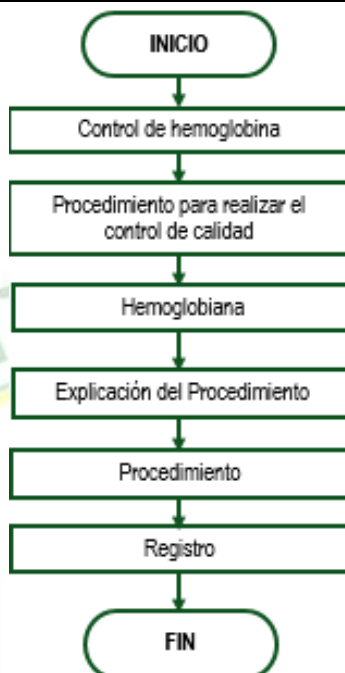 INICIO
Control de hemoglobina
Procedimiento para realizar el
control de calidad
Hemoglobiana
Explicación del Procedimiento
Procedimiento
Registro
FIN